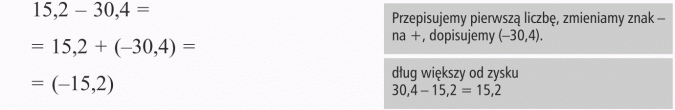 15,2 – 30,4 =
= 15,2 + (–30,4) =
= (–15,2)
Przepisujemy pierwszą liczbę, zmieniamy znak –
na +, dopisujemy (–30,4).
dług większy od zysku
30,4 – 15,2 = 15,2